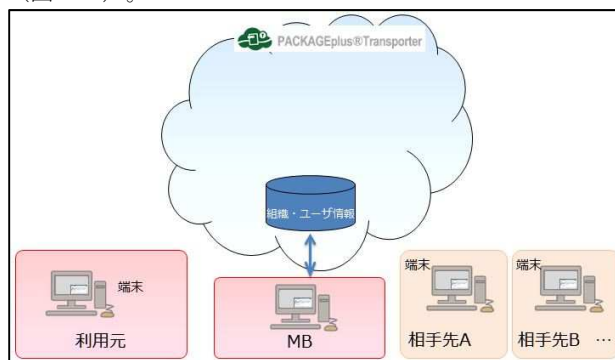 PACKAGEplus®Transporter
組織・ユーザ情報
端末
利用元
MB
端末
相手先A
端末
相手先B …